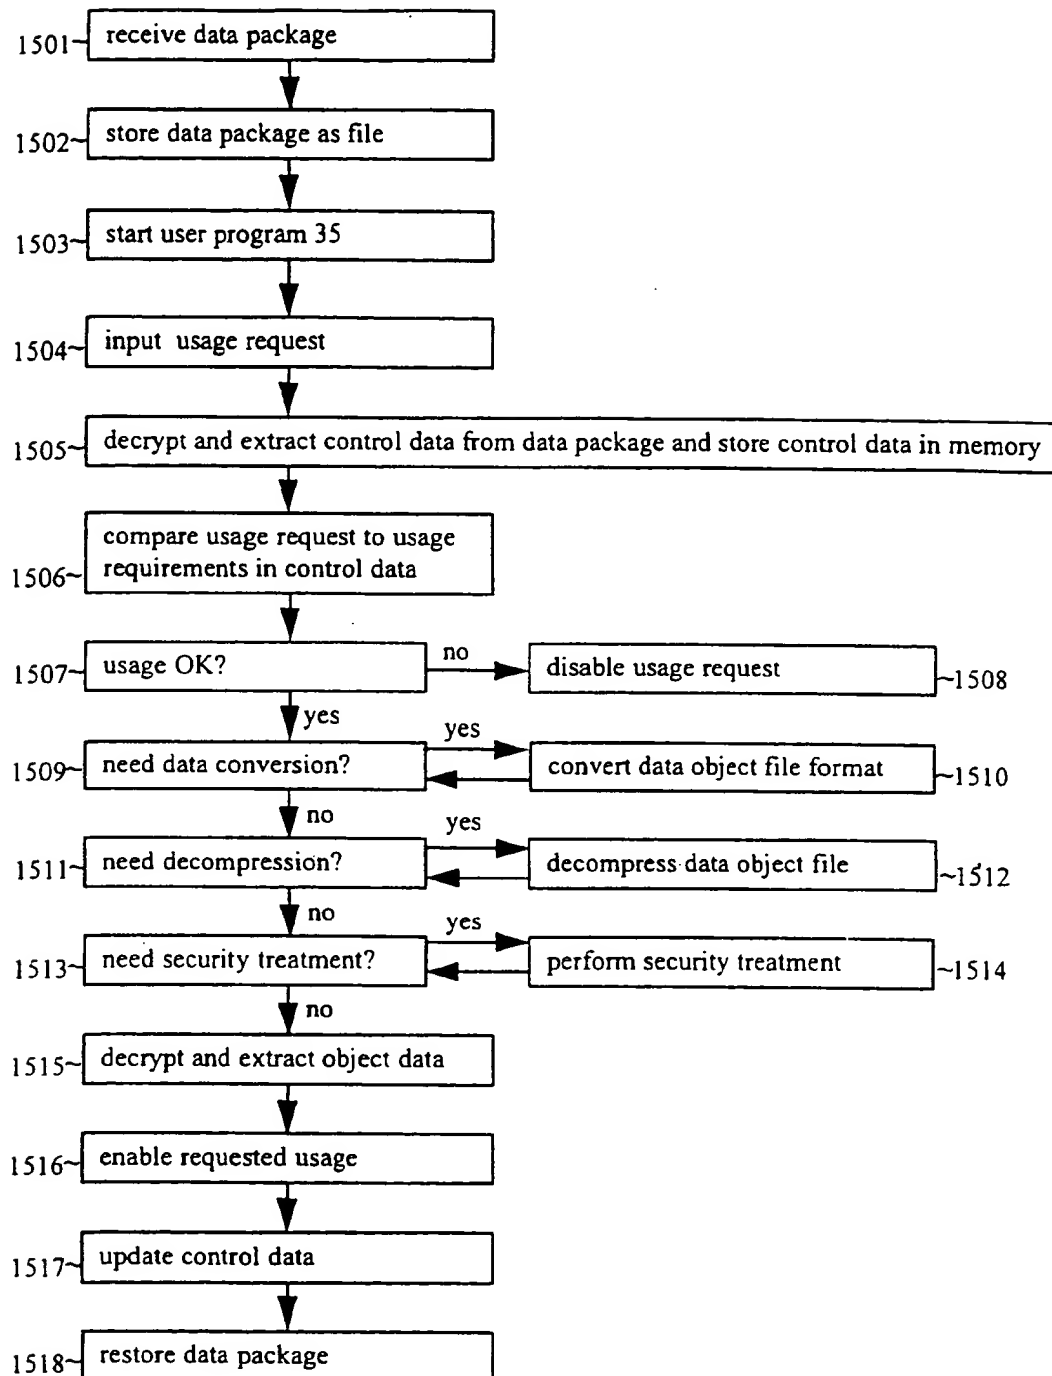 1501~ receive data package
1502~ store data package as file
1503~ start user program 35
1504~ input usage request
1505~ decrypt and extract control data from data package and store control data in memory
compare usage request to usage
1506~ requirements in control data
1507~ usage OK? no disable usage request ~1508
yes yes
1509~ need data conversion? convert data object file format ~1510
no yes
1511~ need decompression? decompress data object file ~1512
no yes
1513~ need security treatment? perform security treatment ~1514
no
1515~ decrypt and extract object data
1516~ enable requested usage
1517~ update control data
1518~ restore data package